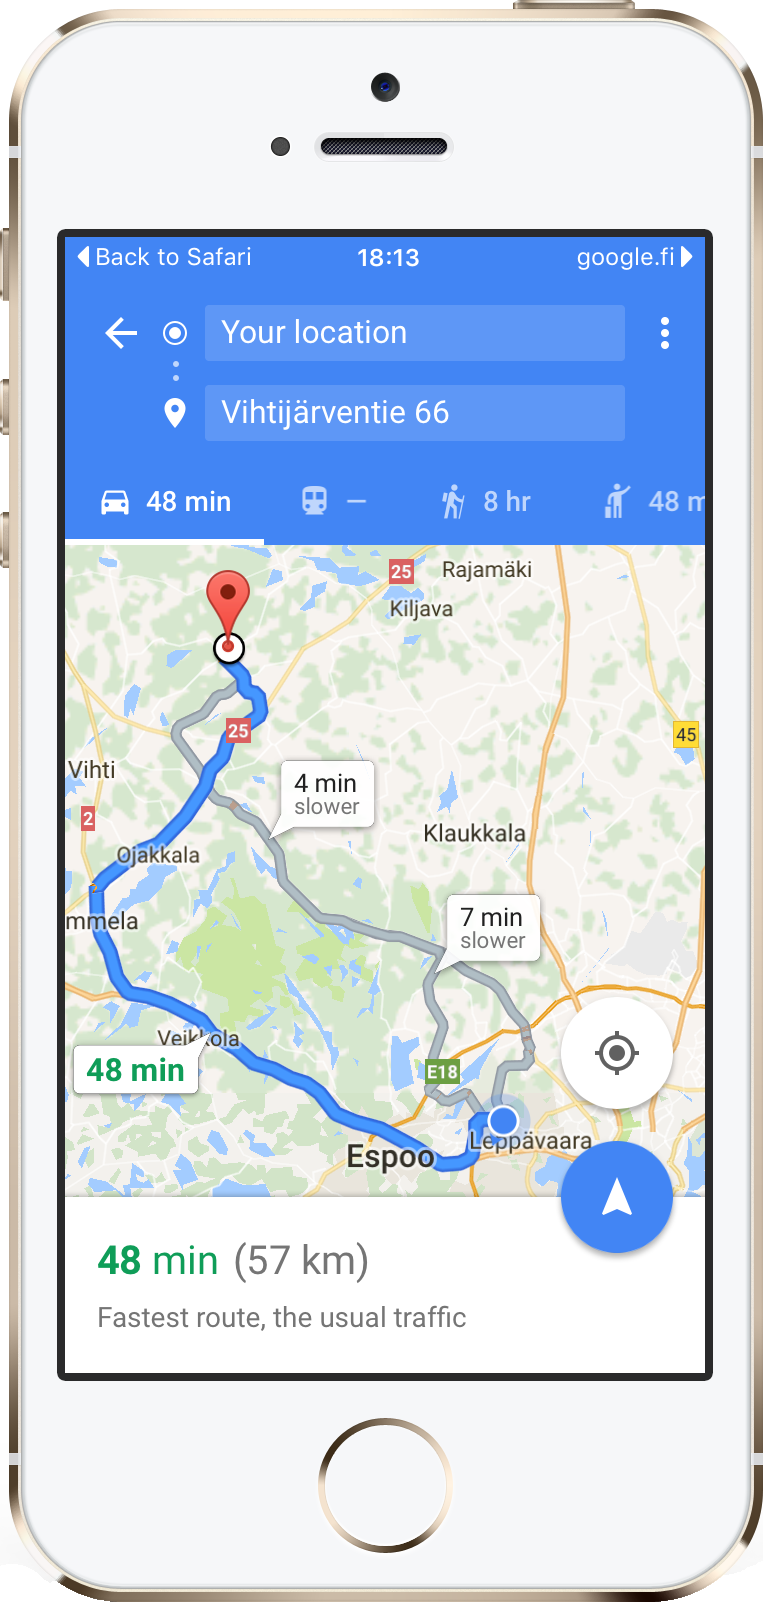 Back to Safari 18:13 google.fi
Your location
Vihtijärventie 66
48 min — 8 hr 48 m
25 Rajamäki
Kiljava
25
45
Vihti
4 min
slower
2
Klaukkala
Ojakkala
7 min
slower
mmela
Veikkola
48 min
E18
Leppävaara
Espoo
48 min (57 km)
Fastest route, the usual traffic